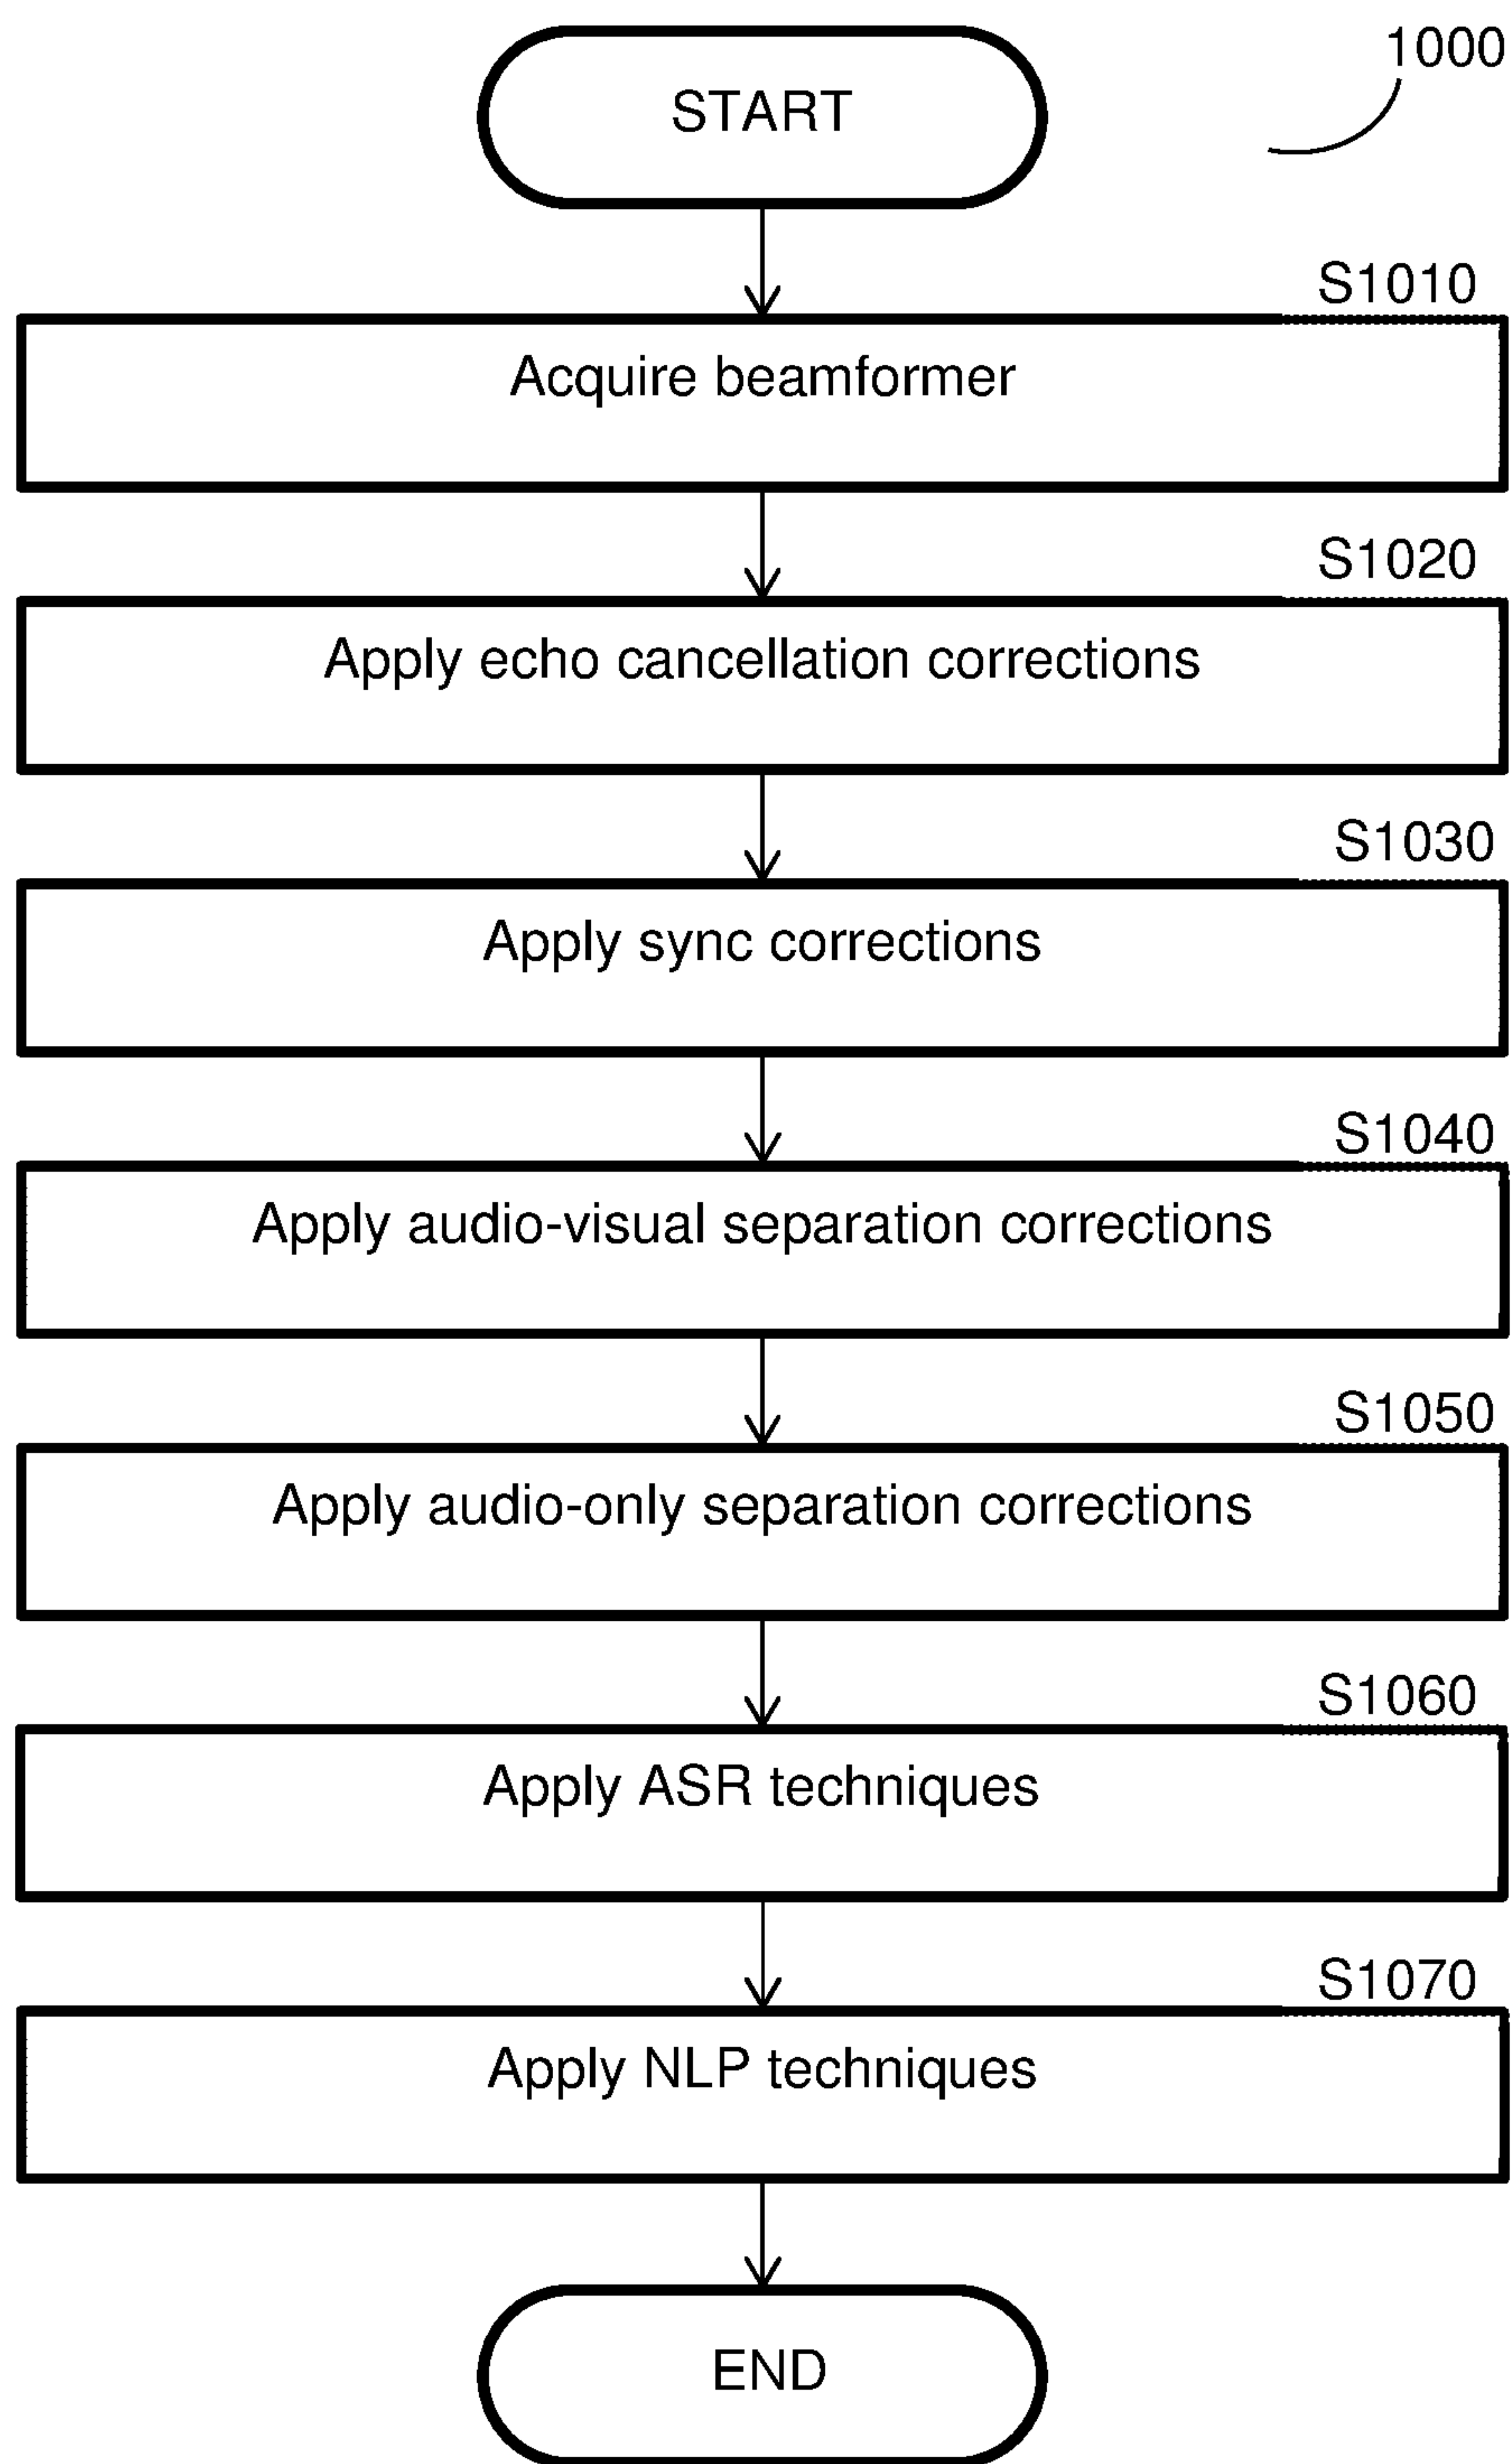 1000
START
S1010
Acquire beamformer
S1020
Apply echo cancellation corrections
S1030
Apply sync corrections
S1040
Apply audio-visual separation corrections
S1050
Apply audio-only separation corrections
S1060
Apply ASR techniques
S1070
Apply NLP techniques
END